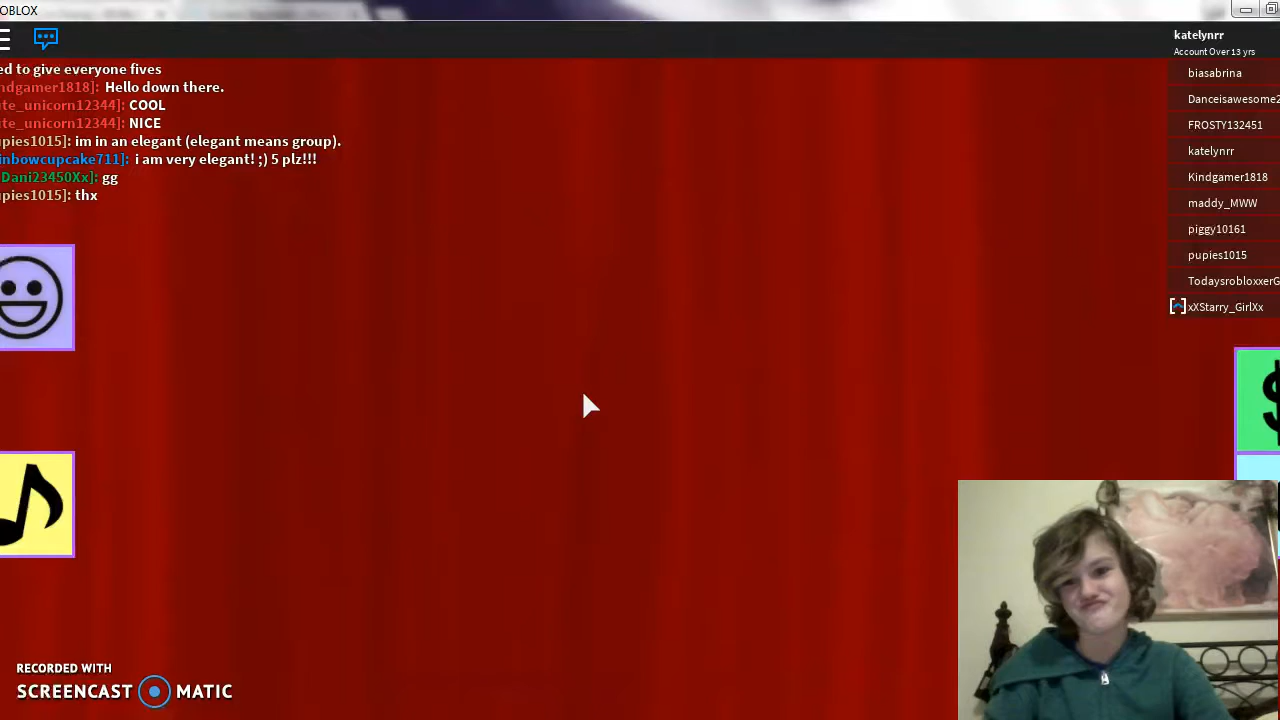 OBLOX
katelynrr
Account Over 13 yrs
ed to give everyone fives
ndgamer1818]: Hello down there.
te_unicorn12344]: COOL
te_unicorn12344]: NICE
pies1015]: im in an elegant (elegant means group).
inbowcupcake711]: i am very elegant! ;) 5 plz!!!
Dani23450Xx]: gg
pies1015]: thx
biasabrina
Danceisawesome2
FROSTY132451
katelynrr
Kindgamer1818
maddy_MWW
piggy10161
pupies1015
TodaysrobloxxerG
xXStarry_GirlXx
$
RECORDED WITH
SCREENCAST MATIC